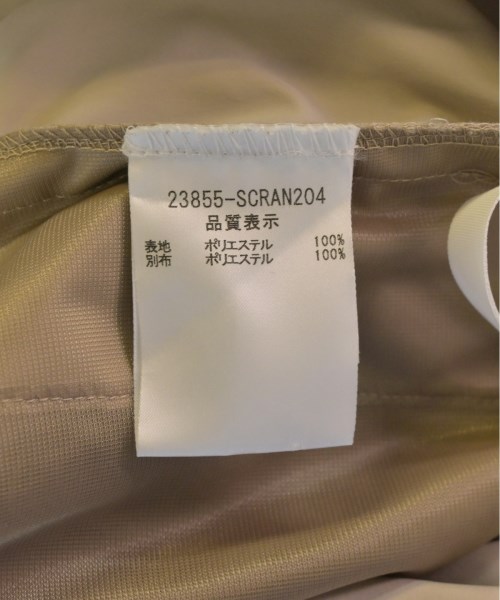 23855-SCRAN204
品質表示
表地 ポリエステル 100%
別布 ポリエステル 100%